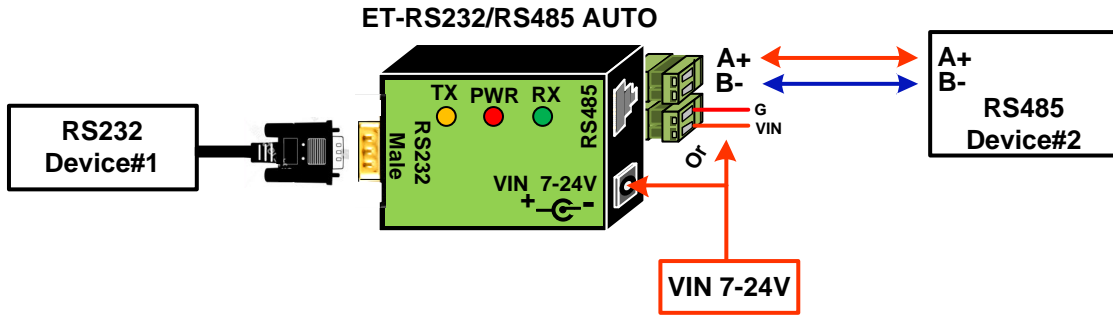 ET-RS232/RS485 AUTO
RS232
Device#1
TX PWR RX
RS232
Male
RS485
VIN 7-24V
+ -
A+
B-
G
VIN
Or
A+
B-
RS485
Device#2
VIN 7-24V